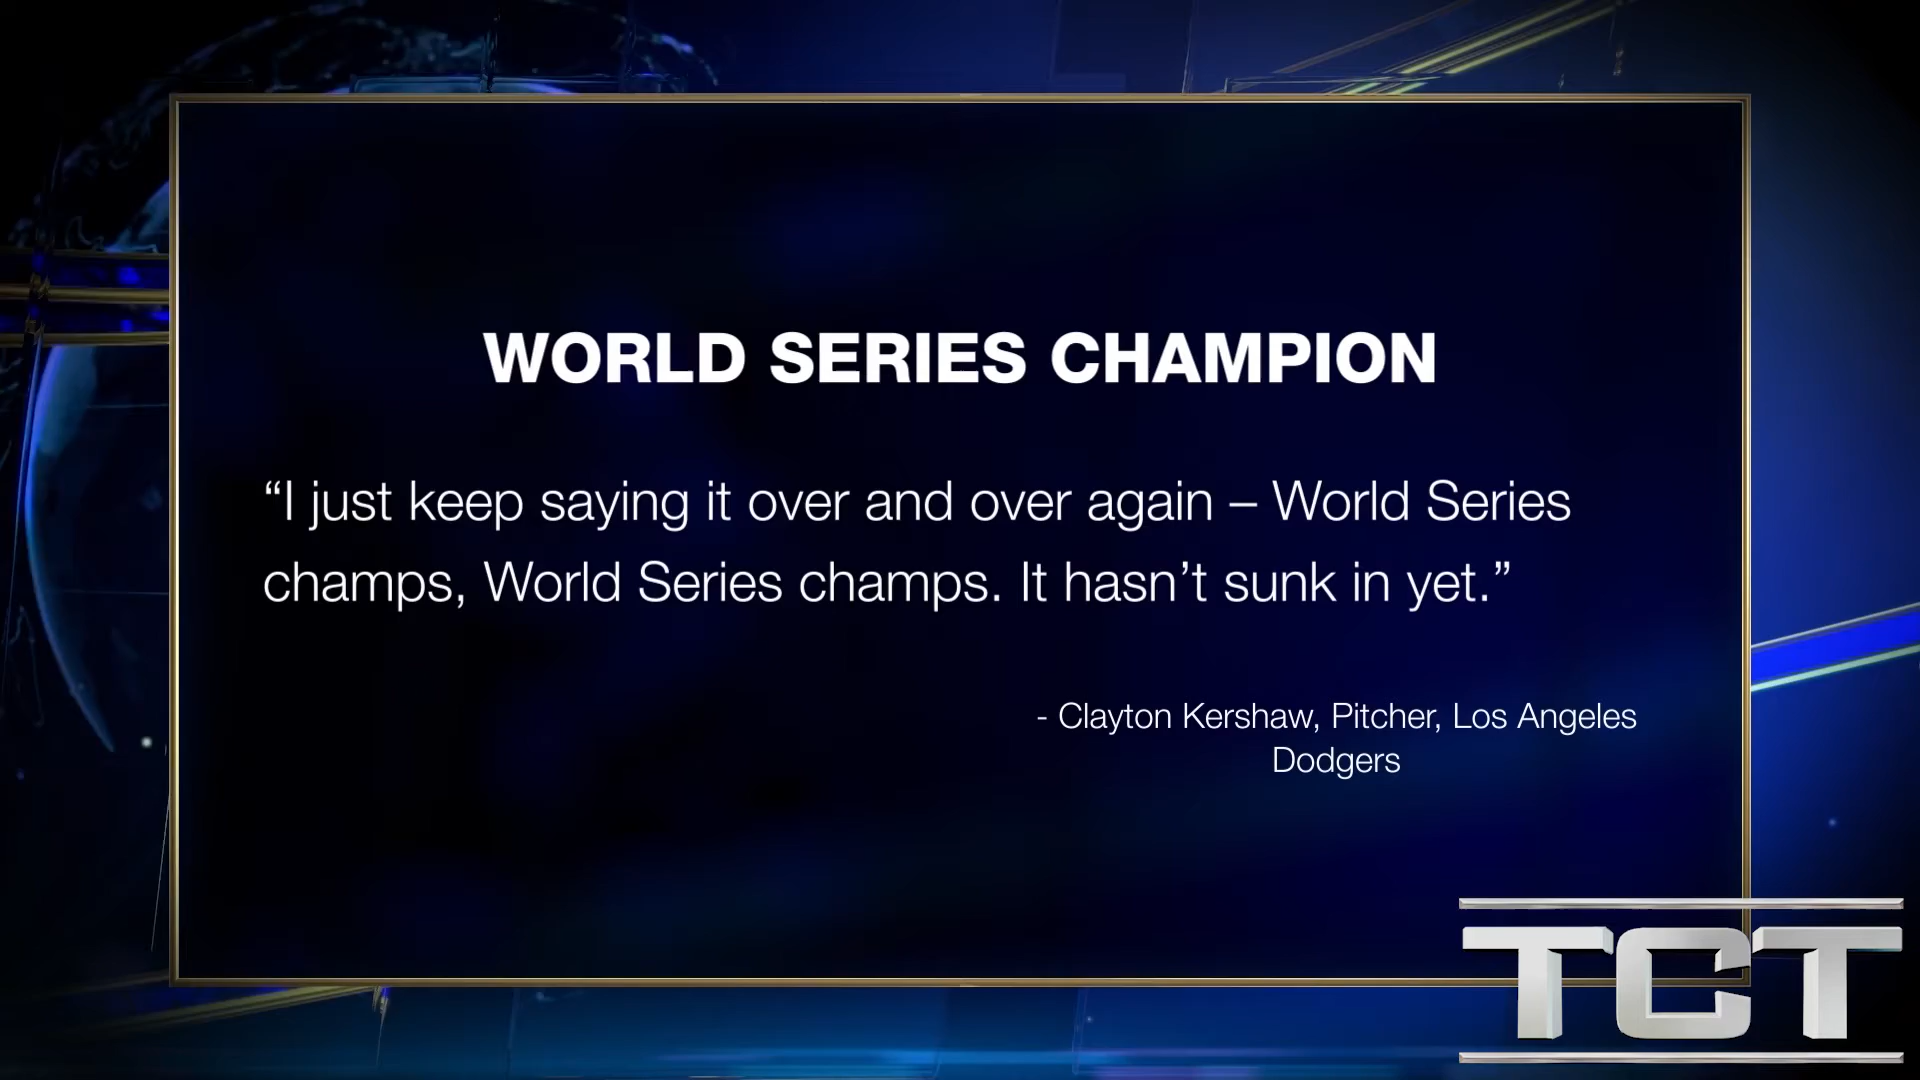 WORLD SERIES CHAMPION
“I just keep saying it over and over again – World Series
champs, World Series champs. It hasn’t sunk in yet.”
- Clayton Kershaw, Pitcher, Los Angeles
Dodgers
TCT